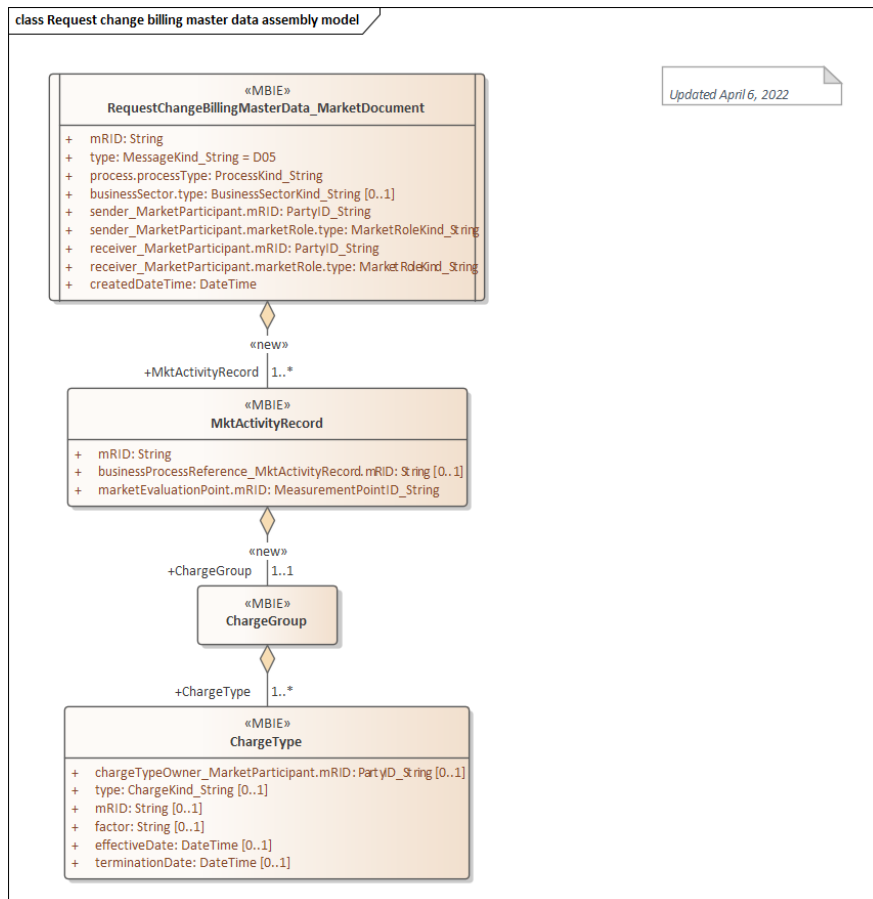 class Request change billing master data assembly model
Updated April 6, 2022
«MBIE»
RequestChangeBillingMasterData_MarketDocument
+ mRID: String
+ type: MessageKind_String = D05
+ process.processType: ProcessKind_String
+ businessSector.type: BusinessSectorKind_String [0..1]
+ sender_MarketParticipant.mRID: PartyID_String
+ sender_MarketParticipant.marketRole.type: MarketRoleKind_String
+ receiver_MarketParticipant.mRID: PartyID_String
+ receiver_MarketParticipant.marketRole.type: MarketRoleKind_String
+ createdDateTime: DateTime
«new»
+MktActivityRecord 1..*
«MBIE»
MktActivityRecord
+ mRID: String
+ businessProcessReference_MktActivityRecord.mRID: String [0..1]
+ marketEvaluationPoint.mRID: MeasurementPointID_String
«new»
+ChargeGroup 1..1
«MBIE»
ChargeGroup
+ChargeType 1..*
«MBIE»
ChargeType
+ chargeTypeOwner_MarketParticipant.mRID: PartyID_String [0..1]
+ type: ChargeKind_String [0..1]
+ mRID: String [0..1]
+ factor: String [0..1]
+ effectiveDate: DateTime [0..1]
+ terminationDate: DateTime [0..1]